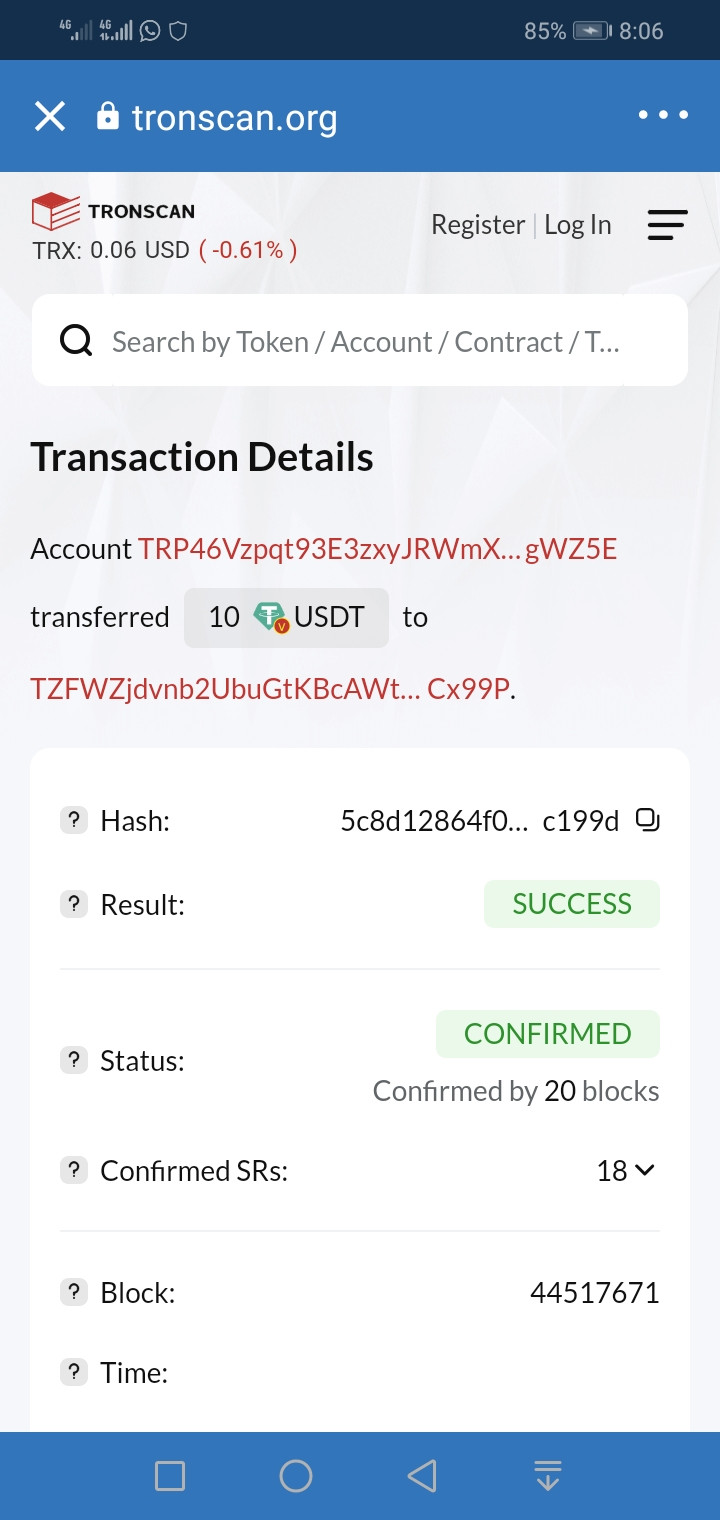 4G 4G 85% 8:06
tronscan.org
TRONSCAN
TRX: 0.06 USD ( -0.61% )
Register | Log In
Search by Token / Account / Contract / T...
Transaction Details
Account TRP46Vzpqt93E3zxyJRWmX... gWZ5E
transferred 10 USDT to
TZFWZjdvnb2UbuGtKBcAWt... Cx99P.
? Hash: 5c8d12864f0... c199d
? Result: SUCCESS
CONFIRMED
? Status:
Confirmed by 20 blocks
? Confirmed SRs: 18
? Block: 44517671
? Time: